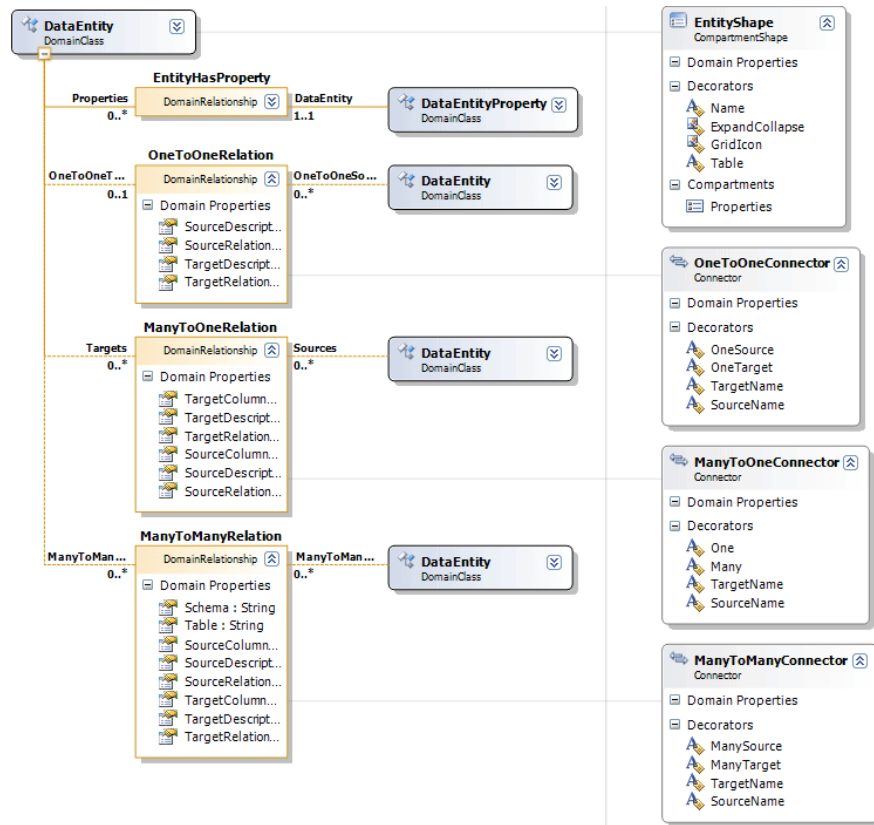 DataEntity
DomainClass
EntityHasProperty
Properties
DomainRelationship
DataEntity
0..*
1..1
DataEntityProperty
DomainClass
OneToOneRelation
OneToOneT...
DomainRelationship
OneToOneSo...
0..1
0..*
DataEntity
DomainClass
Domain Properties
SourceDescript...
SourceRelation...
TargetDescript...
TargetRelation...
ManyToOneRelation
Targets
DomainRelationship
Sources
0..*
0..*
DataEntity
DomainClass
Domain Properties
TargetColumn...
TargetDescript...
TargetRelation...
SourceColumn...
SourceDescript...
SourceRelation...
ManyToManyRelation
ManyToMan...
DomainRelationship
ManyToMan...
0..*
0..*
DataEntity
DomainClass
Domain Properties
Schema : String
Table : String
SourceColumn...
SourceDescript...
SourceRelation...
TargetColumn...
TargetDescript...
TargetRelation...
EntityShape
CompartmentShape
Domain Properties
Decorators
Name
ExpandCollapse
GridIcon
Table
Compartments
Properties
OneToOneConnector
Connector
Domain Properties
Decorators
OneSource
OneTarget
TargetName
SourceName
ManyToOneConnector
Connector
Domain Properties
Decorators
One
Many
TargetName
SourceName
ManyToManyConnector
Connector
Domain Properties
Decorators
ManySource
ManyTarget
TargetName
SourceName